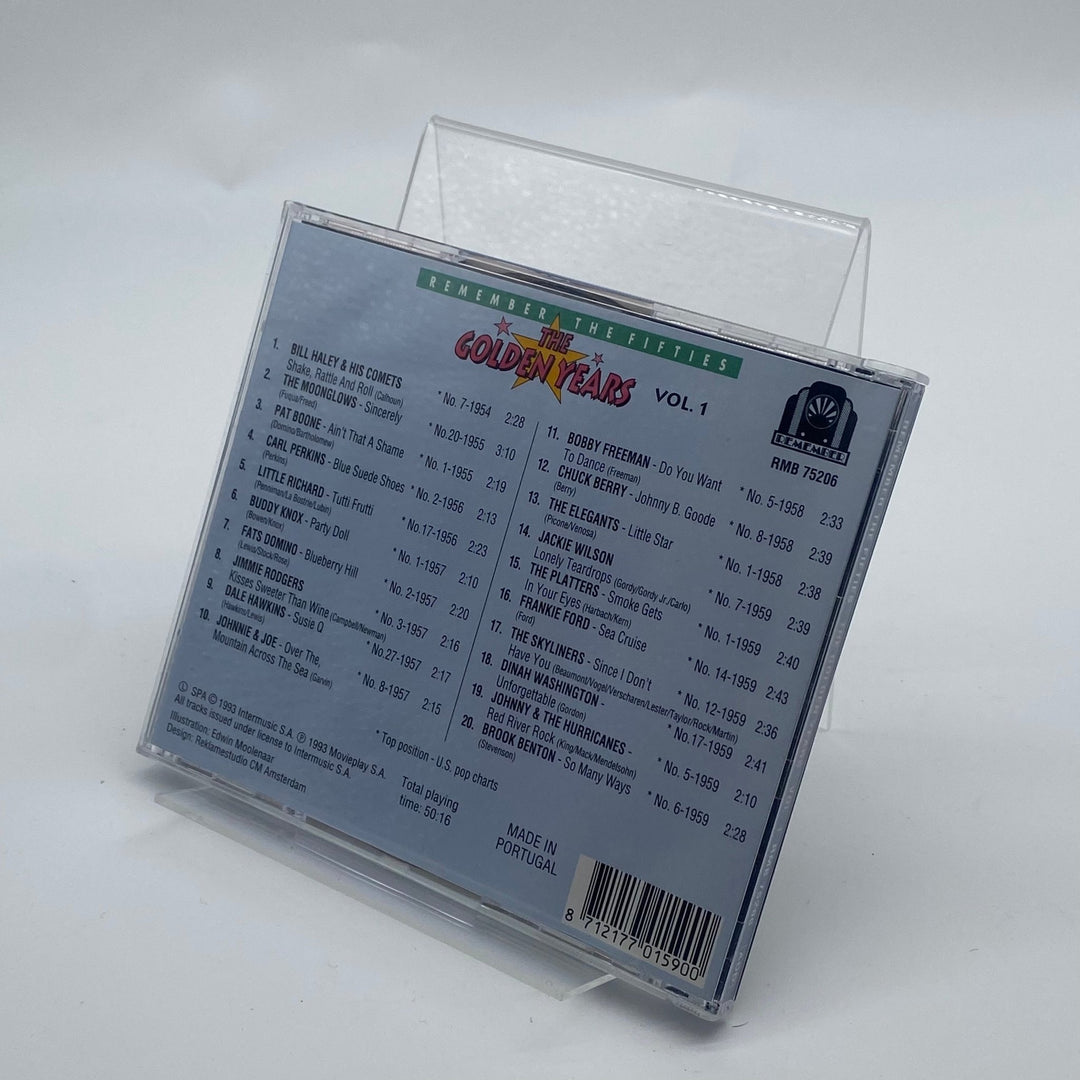 REMEMBER THE FIFTIES
THE
GOLDEN YEARS
VOL. 1
REMEMBER
RMB 75206
1. BILL HALEY & HIS COMETS
Shake, Rattle And Roll (Calhoun) * No. 7-1954 2:28
2. THE MOONGLOWS - Sincerely
(Fuqua/Freed) * No.20-1955 3:10
3. PAT BOONE - Ain't That A Shame
(Domino/Bartholomew) * No. 1-1955 2:19
4. CARL PERKINS - Blue Suede Shoes
(Perkins) * No. 2-1956 2:13
5. LITTLE RICHARD - Tutti Frutti
(Penniman/La Bostrie/Lubin) * No.17-1956 2:23
6. BUDDY KNOX - Party Doll
(Bowen/Knox) * No. 1-1957 2:10
7. FATS DOMINO - Blueberry Hill
(Lewis/Stock/Rose) * No. 2-1957 2:20
8. JIMMIE RODGERS
Kisses Sweeter Than Wine (Campbell/Newman) * No. 3-1957 2:16
9. DALE HAWKINS - Susie Q
(Hawkins/Lewis) * No.27-1957 2:17
10. JOHNNIE & JOE - Over The,
Mountain Across The Sea (Garvin) * No. 8-1957 2:15
11. BOBBY FREEMAN - Do You Want
To Dance (Freeman) * No. 5-1958 2:33
12. CHUCK BERRY - Johnny B. Goode
(Berry) * No. 8-1958 2:39
13. THE ELEGANTS - Little Star
(Picone/Venosa) * No. 1-1958 2:38
14. JACKIE WILSON
Lonely Teardrops (Gordy/Gordy Jr./Carlo) * No. 7-1959 2:39
15. THE PLATTERS - Smoke Gets
In Your Eyes (Harbach/Kern) * No. 1-1959 2:40
16. FRANKIE FORD - Sea Cruise
(Ford) * No. 14-1959 2:43
17. THE SKYLINERS - Since I Don't
Have You (Beaumont/Vogel/Verscharen/Lester/Taylor/Rock/Martin) * No. 12-1959 2:36
18. DINAH WASHINGTON -
Unforgettable (Gordon) * No.17-1959 2:41
19. JOHNNY & THE HURRICANES -
Red River Rock (King/Mack/Mendelsohn) * No. 5-1959 2:10
20. BROOK BENTON - So Many Ways
(Stevenson) * No. 6-1959 2:28
* Top position - U.S. pop charts
Ⓛ SPA © 1993 Intermusic S.A. ℗ 1993 Movieplay S.A.
All tracks issued under license to Intermusic S.A.
Illustration: Edwin Moolenaar
Design: Reklamestudio CM Amsterdam
Total playing
time: 50:16
MADE IN
PORTUGAL
8 712177 015900